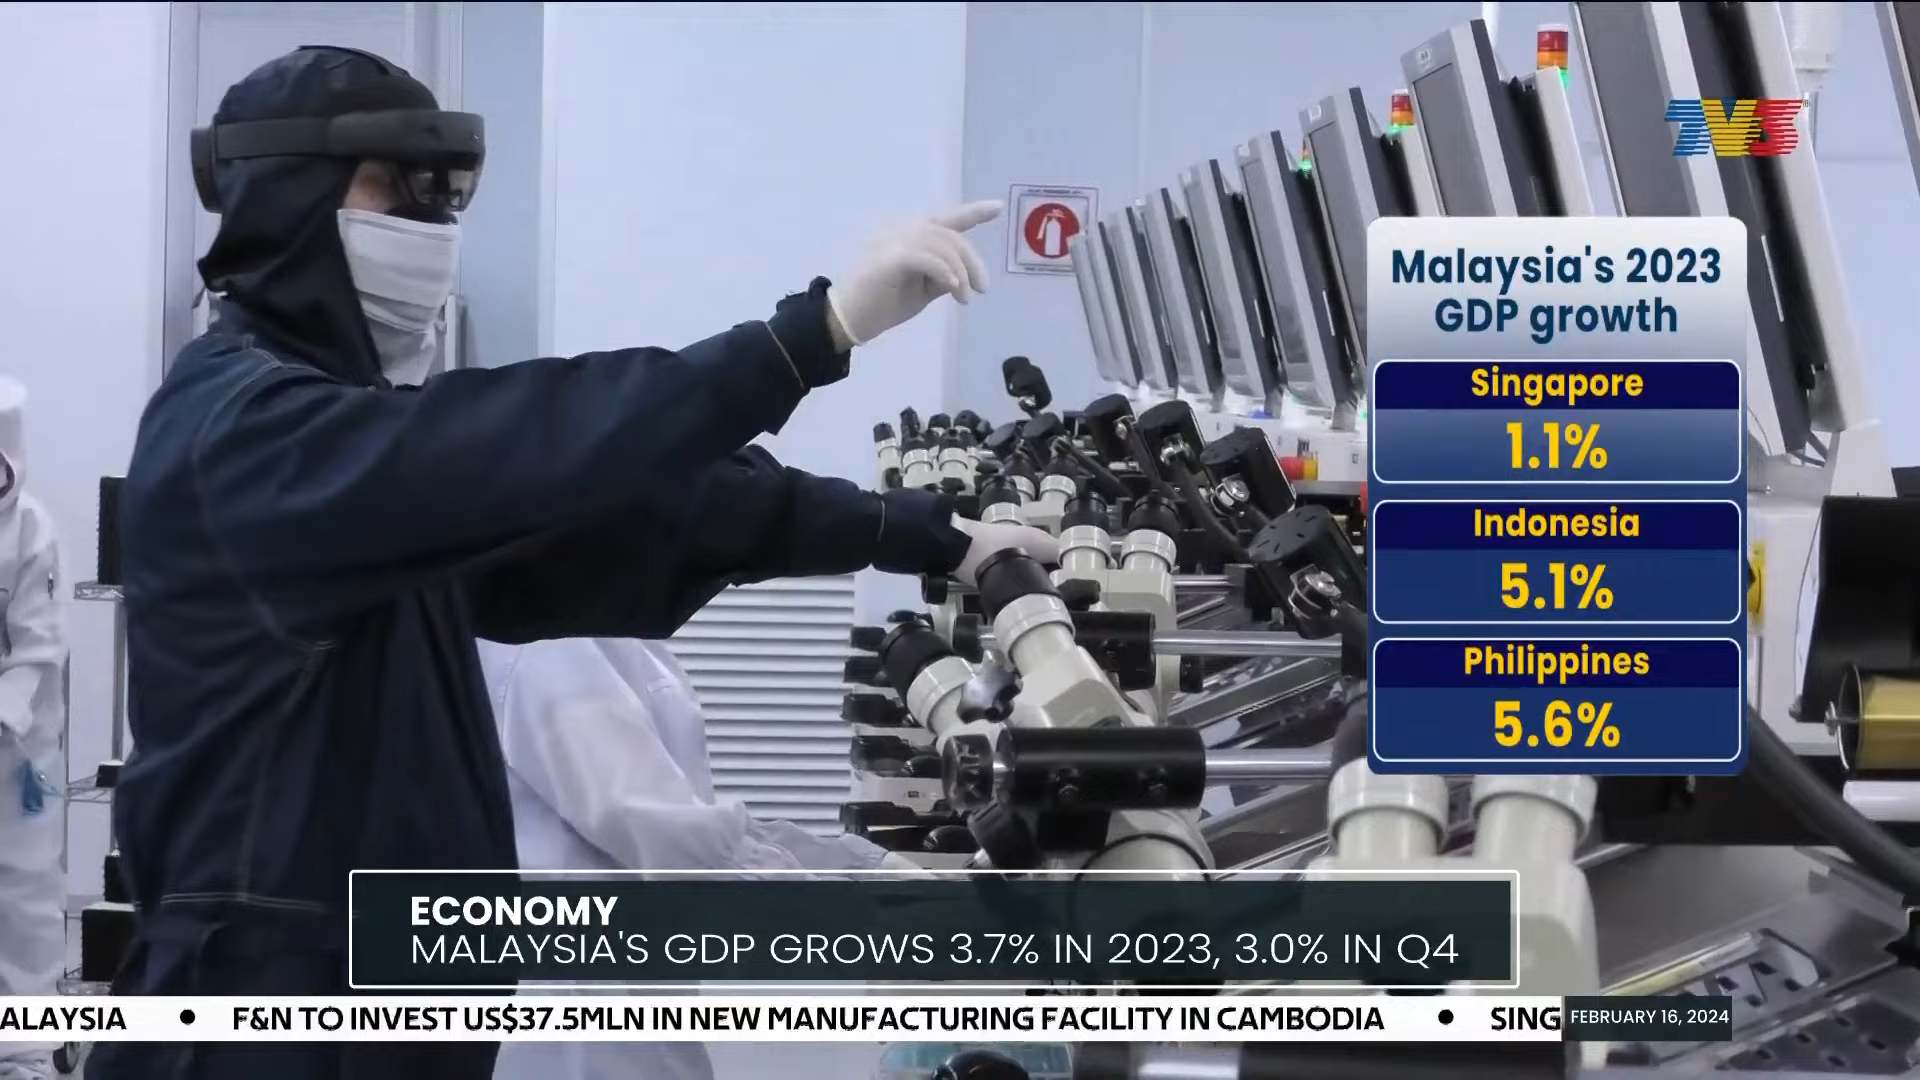 TV3
Malaysia's 2023
GDP growth
Singapore
1.1%
Indonesia
5.1%
Philippines
5.6%
ECONOMY
MALAYSIA'S GDP GROWS 3.7% IN 2023, 3.0% IN Q4
ALAYSIA • F&N TO INVEST US$37.5MLN IN NEW MANUFACTURING FACILITY IN CAMBODIA • SING
FEBRUARY 16, 2024